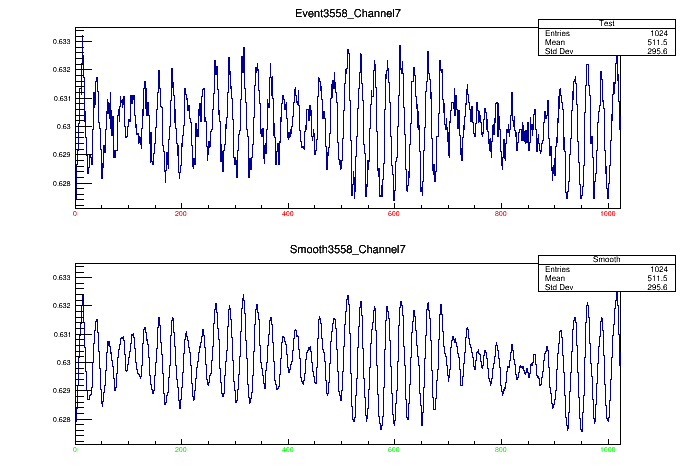 Event3558_Channel7
Test
Entries 1024
Mean 511.5
Std Dev 295.6
0.633
0.632
0.631
0.63
0.629
0.628
0 200 400 600 800 1000
Smooth3558_Channel7
Smooth
Entries 1024
Mean 511.5
Std Dev 295.6
0.633
0.632
0.631
0.63
0.629
0.628
0 200 400 600 800 1000